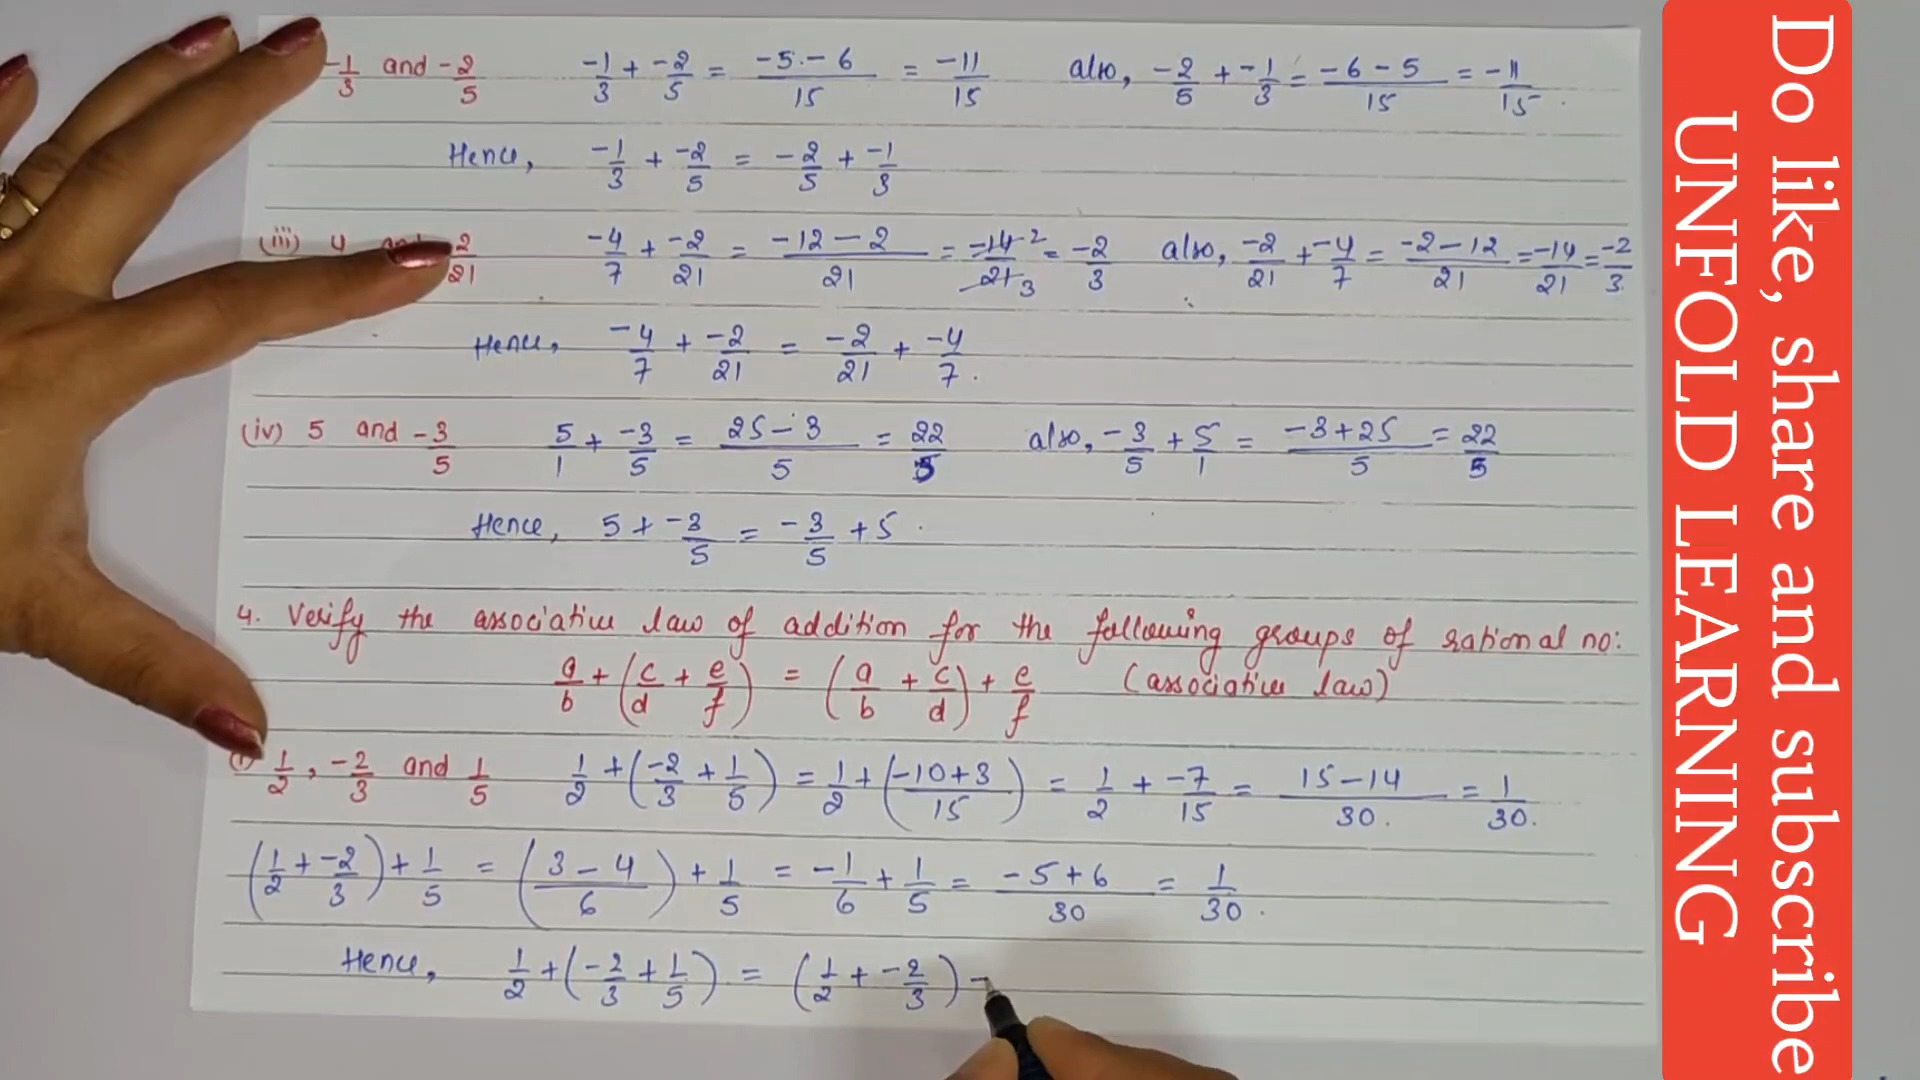 -1/3 and -2/5 -1/3 + -2/5 = -5-6/15 = -11/15 also, -2/5 + -1/3 = -6-5/15 = -11/15.
Hence, -1/3 + -2/5 = -2/5 + -1/3
(iii) 4 and -2/21 -4/7 + -2/21 = -12-2/21 = -14 2/21 3 = -2/3 also, -2/21 + -4/7 = -2-12/21 = -14/21 = -2/3
Hence, -4/7 + -2/21 = -2/21 + -4/7.
(iv) 5 and -3/5 5/1 + -3/5 = 25-3/5 = 22/5 also, -3/5 + 5/1 = -3+25/5 = 22/5
Hence, 5 + -3/5 = -3/5 + 5.
4. Verify the associative law of addition for the following groups of rational no:
a/b + (c/d + e/f) = (a/b + c/d) + e/f (associative law)
(i) 1/2, -2/3 and 1/5 1/2 + (-2/3 + 1/5) = 1/2 + (-10+3/15) = 1/2 + -7/15 = 15-14/30. = 1/30.
(1/2 + -2/3) + 1/5 = (3-4/6) + 1/5 = -1/6 + 1/5 = -5+6/30 = 1/30.
Hence, 1/2 + (-2/3 + 1/5) = (1/2 + -2/3) -
Do like, share and subscribe
UNFOLD LEARNING